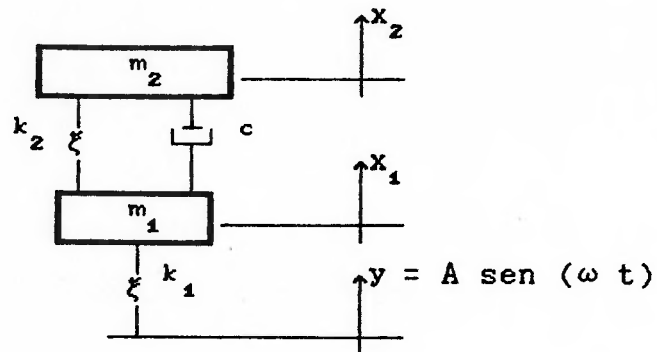 X₂
m₂
k₂
c
X₁
m₁
k₁
y = A sen (ω t)